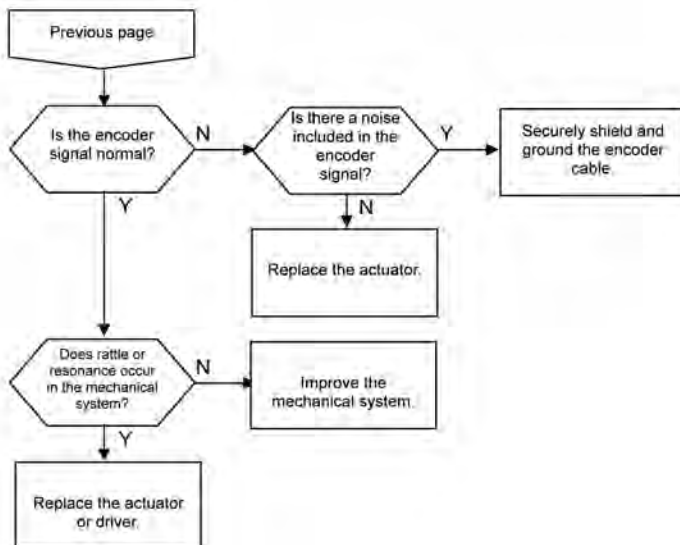 Previous page
Is the encoder
signal normal?
N
Is there a noise
included in the
encoder
signal?
Y
Securely shield and
ground the encoder
cable.
Y
N
Replace the actuator.
Does rattle or
resonance occur
in the mechanical
system?
N
Improve the
mechanical system.
Y
Replace the actuator
or driver.